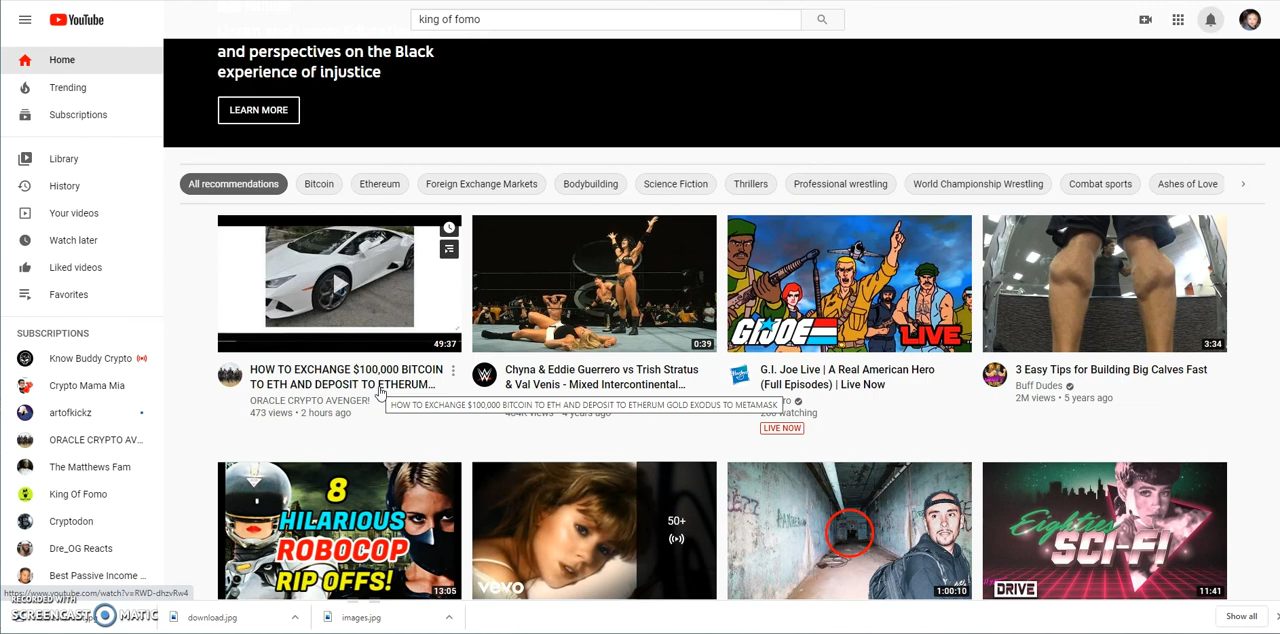 YouTube
king of fomo
Home
Trending
Subscriptions
Library
History
Your videos
Watch later
Liked videos
Favorites
SUBSCRIPTIONS
Know Buddy Crypto
Crypto Mama Mia
artofkickz
ORACLE CRYPTO AV...
The Matthews Fam
King Of Fomo
Cryptodon
Dre_OG Reacts
Best Passive Income ...
and perspectives on the Black
experience of injustice
LEARN MORE
All recommendations
Bitcoin
Ethereum
Foreign Exchange Markets
Bodybuilding
Science Fiction
Thrillers
Professional wrestling
World Championship Wrestling
Combat sports
Ashes of Love
49:37
HOW TO EXCHANGE $100,000 BITCOIN
TO ETH AND DEPOSIT TO ETHERUM...
ORACLE CRYPTO AVENGER!
473 views • 2 hours ago
HOW TO EXCHANGE $100,000 BITCOIN TO ETH AND DEPOSIT TO ETHERUM GOLD EXODUS TO METAMASK
0:39
Chyna & Eddie Guerrero vs Trish Stratus
& Val Venis - Mixed Intercontinental...
GI JOE LIVE
Hasbro
G.I. Joe Live | A Real American Hero
(Full Episodes) | Live Now
watching
LIVE NOW
3:34
3 Easy Tips for Building Big Calves Fast
Buff Dudes
2M views • 5 years ago
8
HILARIOUS
ROBOCOP
RIP OFFS!
13:05
vevo
50+
1:00:10
Eighties
SCI-FI
DRIVE
11:41
https://www.youtube.com/watch?v=RWD-dhzvRw4
RECORDED WITH
SCREENCAST MATIC
download.jpg
images.jpg
Show all